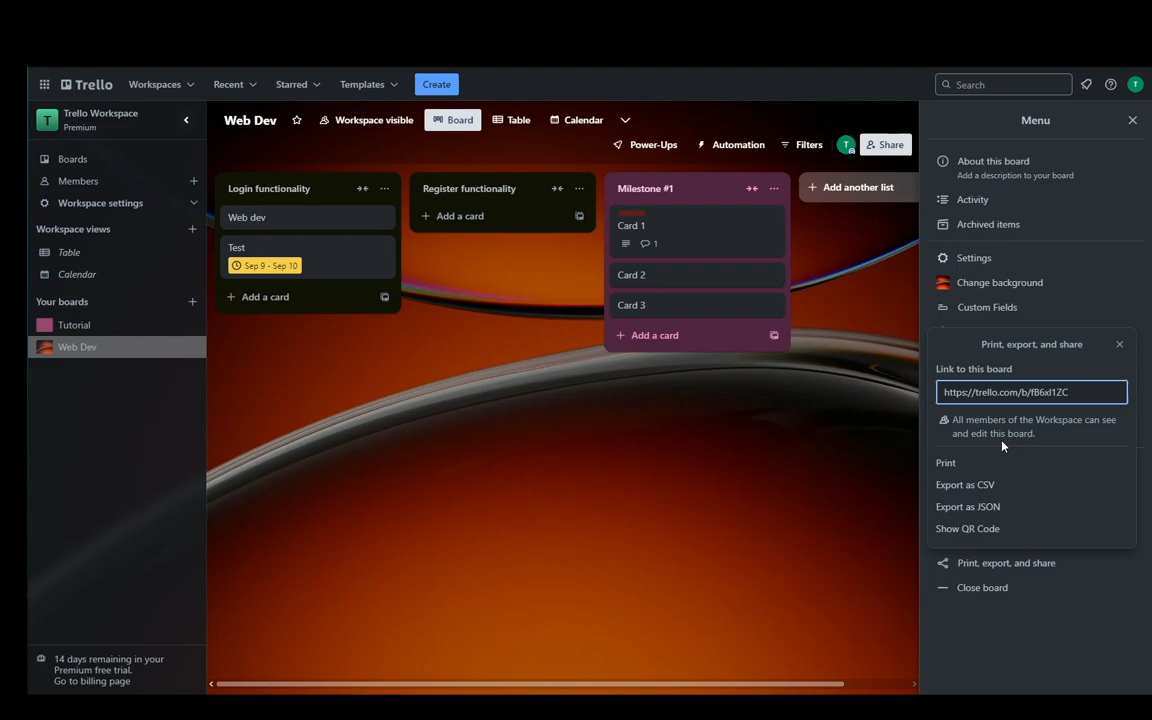 Trello
Workspaces
Recent
Starred
Templates
Create
Search
T
T
Trello Workspace
Premium
Boards
Members
Workspace settings
Workspace views
Table
Calendar
Your boards
Tutorial
Web Dev
14 days remaining in your
Premium free trial.
Go to billing page
Web Dev
Workspace visible
Board
Table
Calendar
Power-Ups
Automation
Filters
T
Share
Login functionality
Web dev
Test
Sep 9 - Sep 10
Add a card
Register functionality
Add a card
Milestone #1
Card 1
1
Card 2
Card 3
Add a card
Add another list
Menu
About this board
Add a description to your board
Activity
Archived items
Settings
Change background
Custom Fields
Print, export, and share
Link to this board
https://trello.com/b/fB6xl1ZC
All members of the Workspace can see
and edit this board.
Print
Export as CSV
Export as JSON
Show QR Code
Print, export, and share
Close board